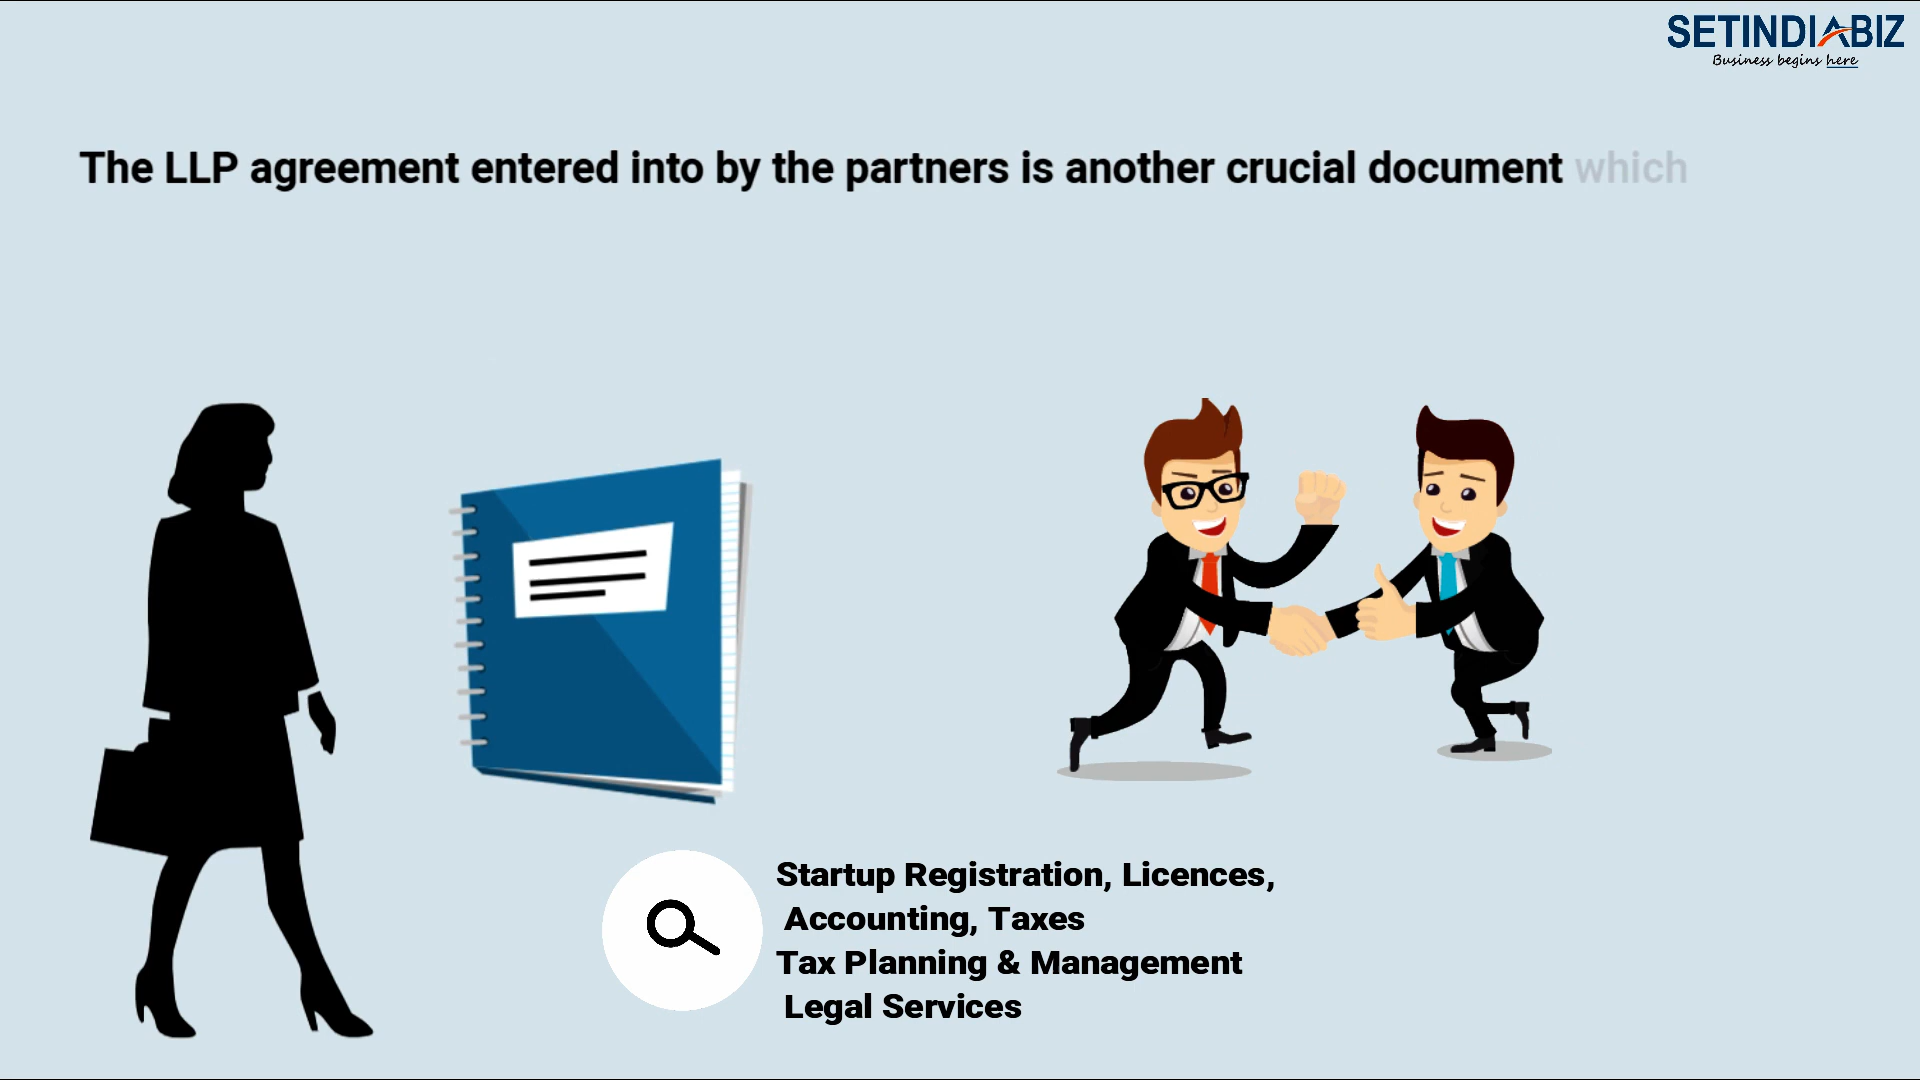 SETINDIABIZ
Business begins here
The LLP agreement entered into by the partners is another crucial document which
Startup Registration, Licences,
Accounting, Taxes
Tax Planning & Management
Legal Services